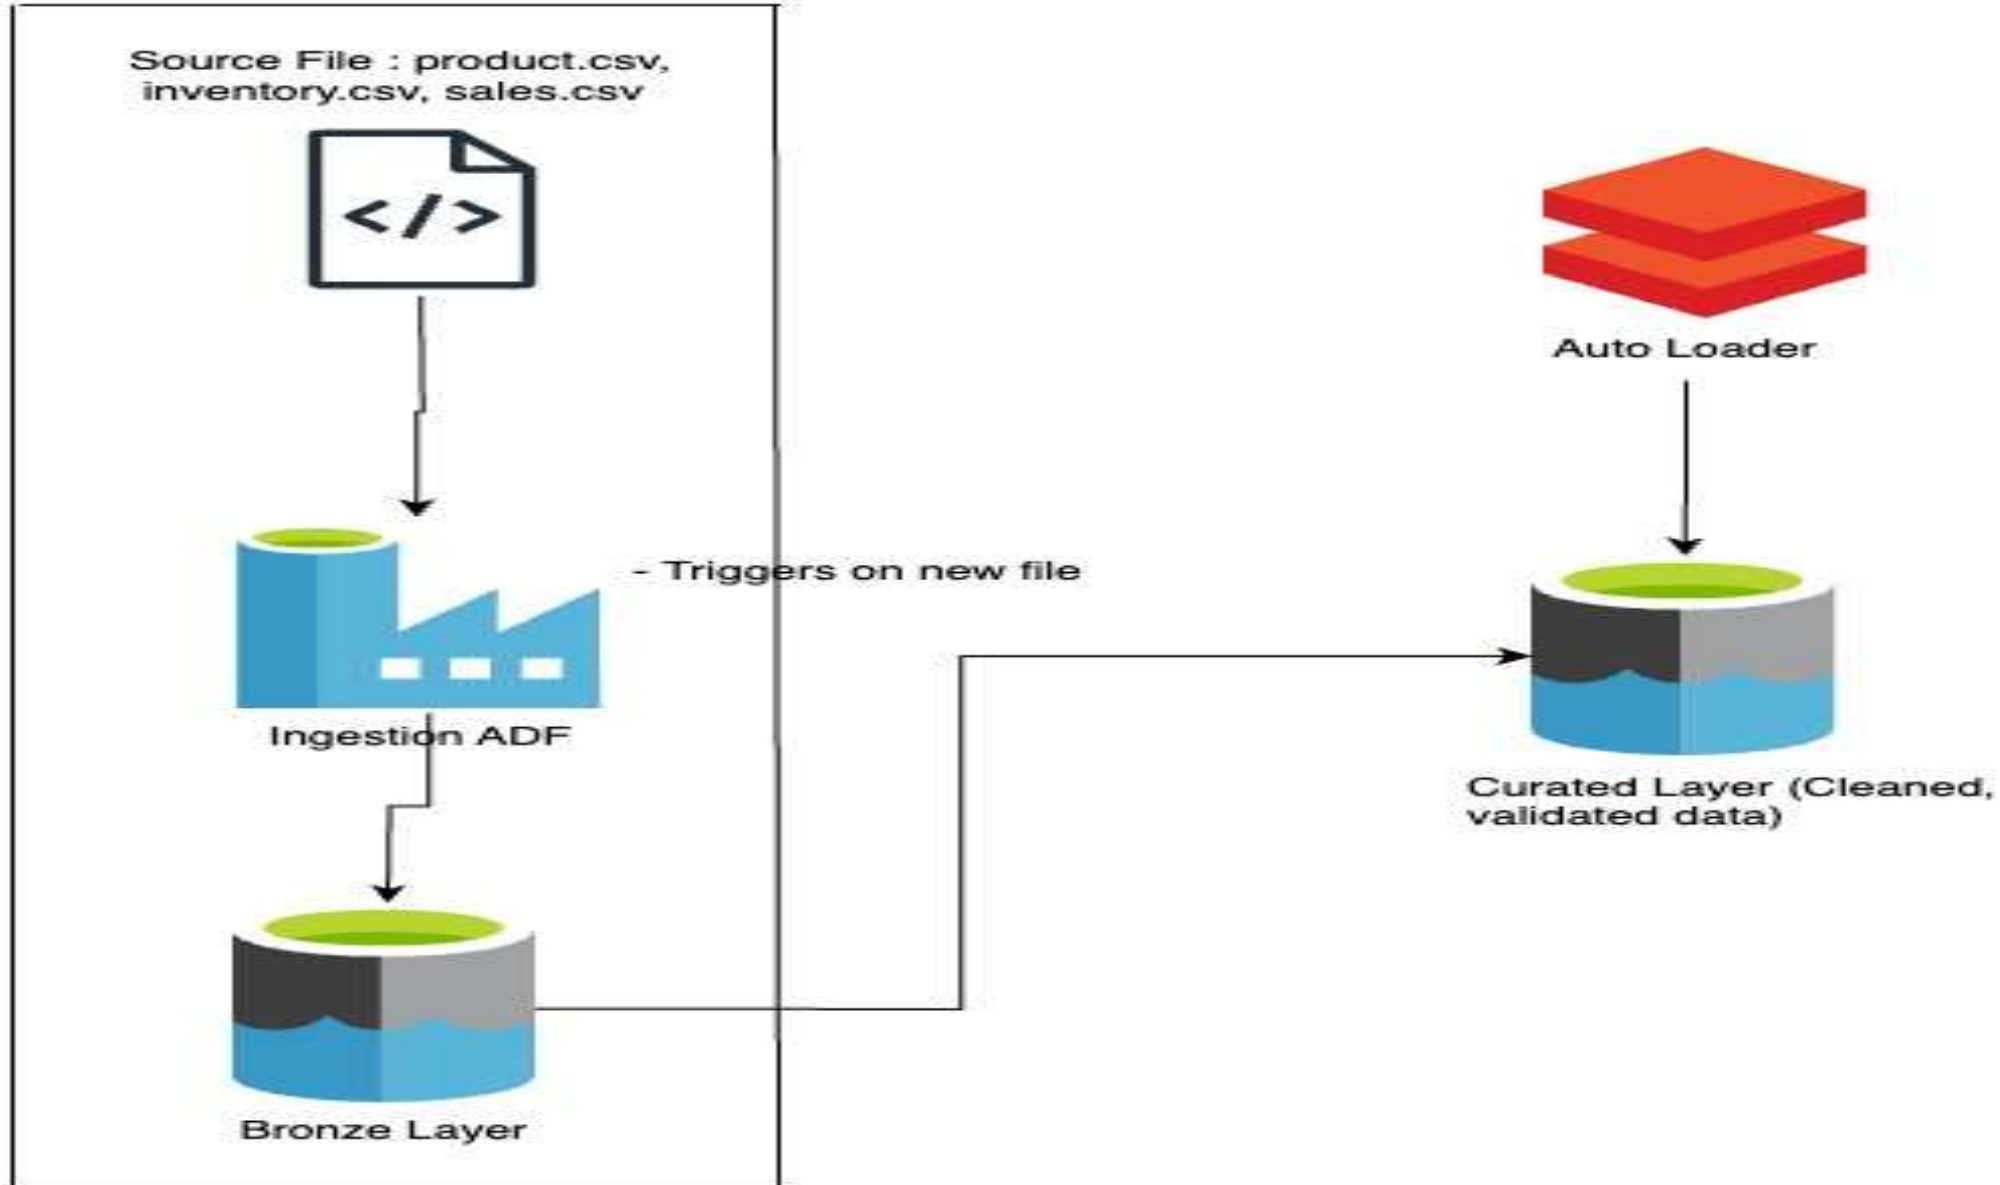 Source File : product.csv,
inventory.csv, sales.csv
</>
Auto Loader
- Triggers on new file
Ingestion ADF
Curated Layer (Cleaned,
validated data)
Bronze Layer